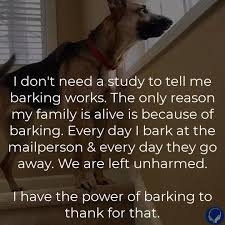 I don't need a study to tell me
barking works. The only reason
my family is alive is because of
barking. Every day I bark at the
mailperson & every day they go
away. We are left unharmed.
I have the power of barking to
thank for that.